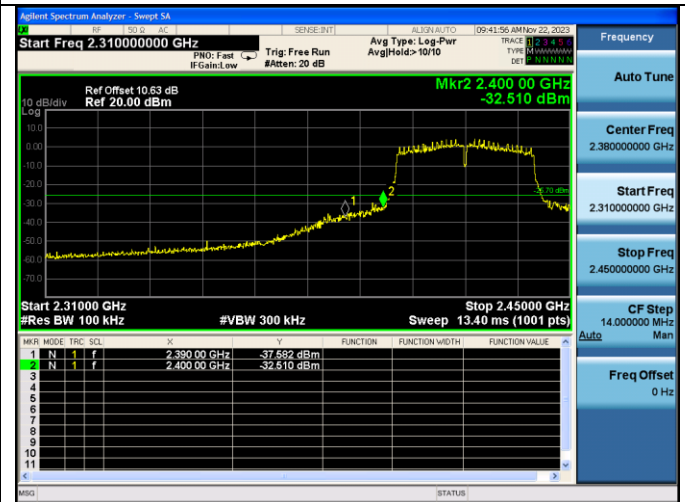 Agilent Spectrum Analyzer - Swept SA
RF 50 Ω AC SENSE:INT ALIGN AUTO 09:41:56 AM Nov 22, 2023
Start Freq 2.310000000 GHz
PNO: Fast
IFGain:Low
Trig: Free Run
#Atten: 20 dB
Avg Type: Log-Pwr
Avg|Hold:> 10/10
TRACE 1 2 3 4 5 6
TYPE M
DET P N N N N N
Ref Offset 10.63 dB
10 dB/div Ref 20.00 dBm
Log
Mkr2 2.400 00 GHz
-32.510 dBm
10.0
0.00
-10.0
-20.0
-30.0
-40.0
-50.0
-60.0
-70.0
1
2
Start 2.31000 GHz Stop 2.45000 GHz
#Res BW 100 kHz #VBW 300 kHz Sweep 13.40 ms (1001 pts)
MKR MODE TRC SCL X Y FUNCTION FUNCTION WIDTH FUNCTION VALUE
1 N 1 f 2.390 00 GHz -37.582 dBm
2 N 1 f 2.400 00 GHz -32.510 dBm
3
4
5
6
7
8
9
10
11
MSG STATUS
Frequency
Auto Tune
Center Freq
2.380000000 GHz
Start Freq
2.310000000 GHz
Stop Freq
2.450000000 GHz
CF Step
14.000000 MHz
Auto Man
Freq Offset
0 Hz